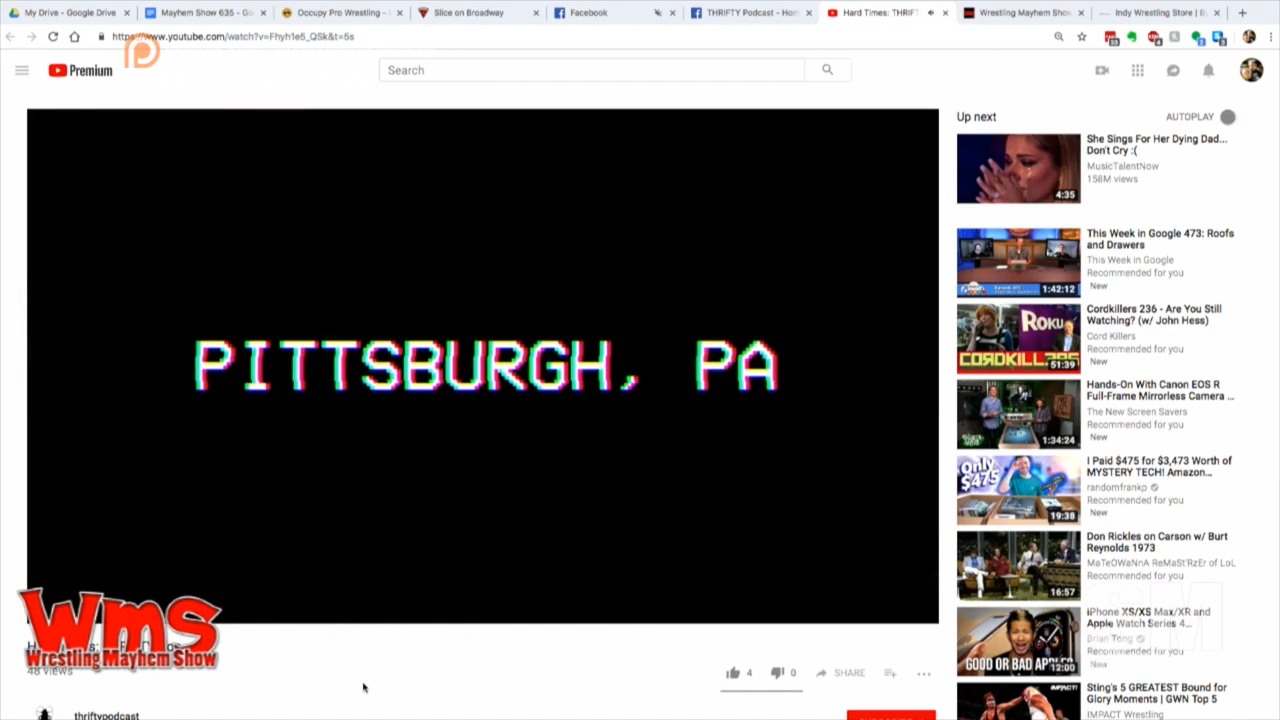 My Drive - Google Drive
Mayhem Show 635 - Go
Occupy Pro Wrestling -
Slice on Broadway
Facebook
THRIFTY Podcast - Hom
Hard Times: THRIFT
Wrestling Mayhem Show
Indy Wrestling Store | B
https://www.youtube.com/watch?v=Fhyh1e5_QSk&t=5s
Premium
Search
PITTSBURGH, PA
Up next
AUTOPLAY
She Sings For Her Dying Dad...
Don't Cry :(
MusicTalentNow
158M views
4:35
This Week in Google 473: Roofs
and Drawers
This Week in Google
Recommended for you
New
1:42:12
Cordkillers 236 - Are You Still
Watching? (w/ John Hess)
Cord Killers
Recommended for you
New
ROKU
51:39
Hands-On With Canon EOS R
Full-Frame Mirrorless Camera ...
The New Screen Savers
Recommended for you
New
1:34:24
I Paid $475 for $3,473 Worth of
MYSTERY TECH! Amazon...
randomfrankp
Recommended for you
New
Only
$475
19:38
Don Rickles on Carson w/ Burt
Reynolds 1973
MaTeOWaNnA ReMaSt'RzEr of LoL
Recommended for you
16:57
iPhone XS/XS Max/XR and
Apple Watch Series 4...
Brian Tong
Recommended for you
New
GOOD OR BAD APPLES
12:00
Sting's 5 GREATEST Bound for
Glory Moments | GWN Top 5
IMPACT Wrestling
IMPACT!
WMS
Wrestling Mayhem Show
48 views
4
0
SHARE
thriftypodcast